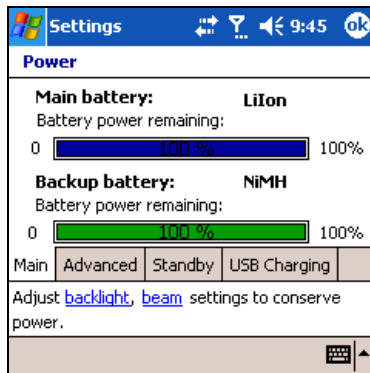 Settings 9:45 ok
Power
Main battery: LiIon
Battery power remaining:
0 100 % 100%
Backup battery: NiMH
Battery power remaining:
0 100 % 100%
Main Advanced Standby USB Charging
Adjust backlight, beam settings to conserve
power.